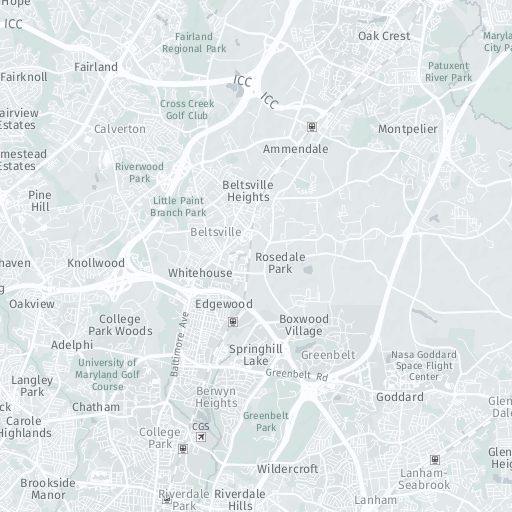 Hope
ICC
Fairland
Regional Park
Oak Crest
Maryla
City Pa
Fairland
Fairknoll
ICC
ICC
Patuxent
River Park
Cross Creek
Golf Club
airview
Estates
Calverton
Montpelier
Ammendale
mestead
Estates
Riverwood
Park
Beltsville
Heights
Pine
Hill
Little Paint
Branch Park
Beltsville
haven
Knollwood
Whitehouse
Rosedale
Park
g
Oakview
Edgewood
College
Park Woods
Boxwood
Village
Baltimore Ave
Adelphi
Springhill
Lake
Greenbelt
Nasa Goddard
Space Flight
Center
University of
Maryland Golf
Course
Greenbelt Rd
Langley
Park
Berwyn
Heights
Goddard
ck
Chatham
Glen
Dale
Carole
Highlands
Greenbelt
Park
CGS
College
Park
Glen
Heig
Wildercroft
Lanham-
Seabrook
Brookside
Manor
Riverdale
Park
Riverdale
Hills
Lanham